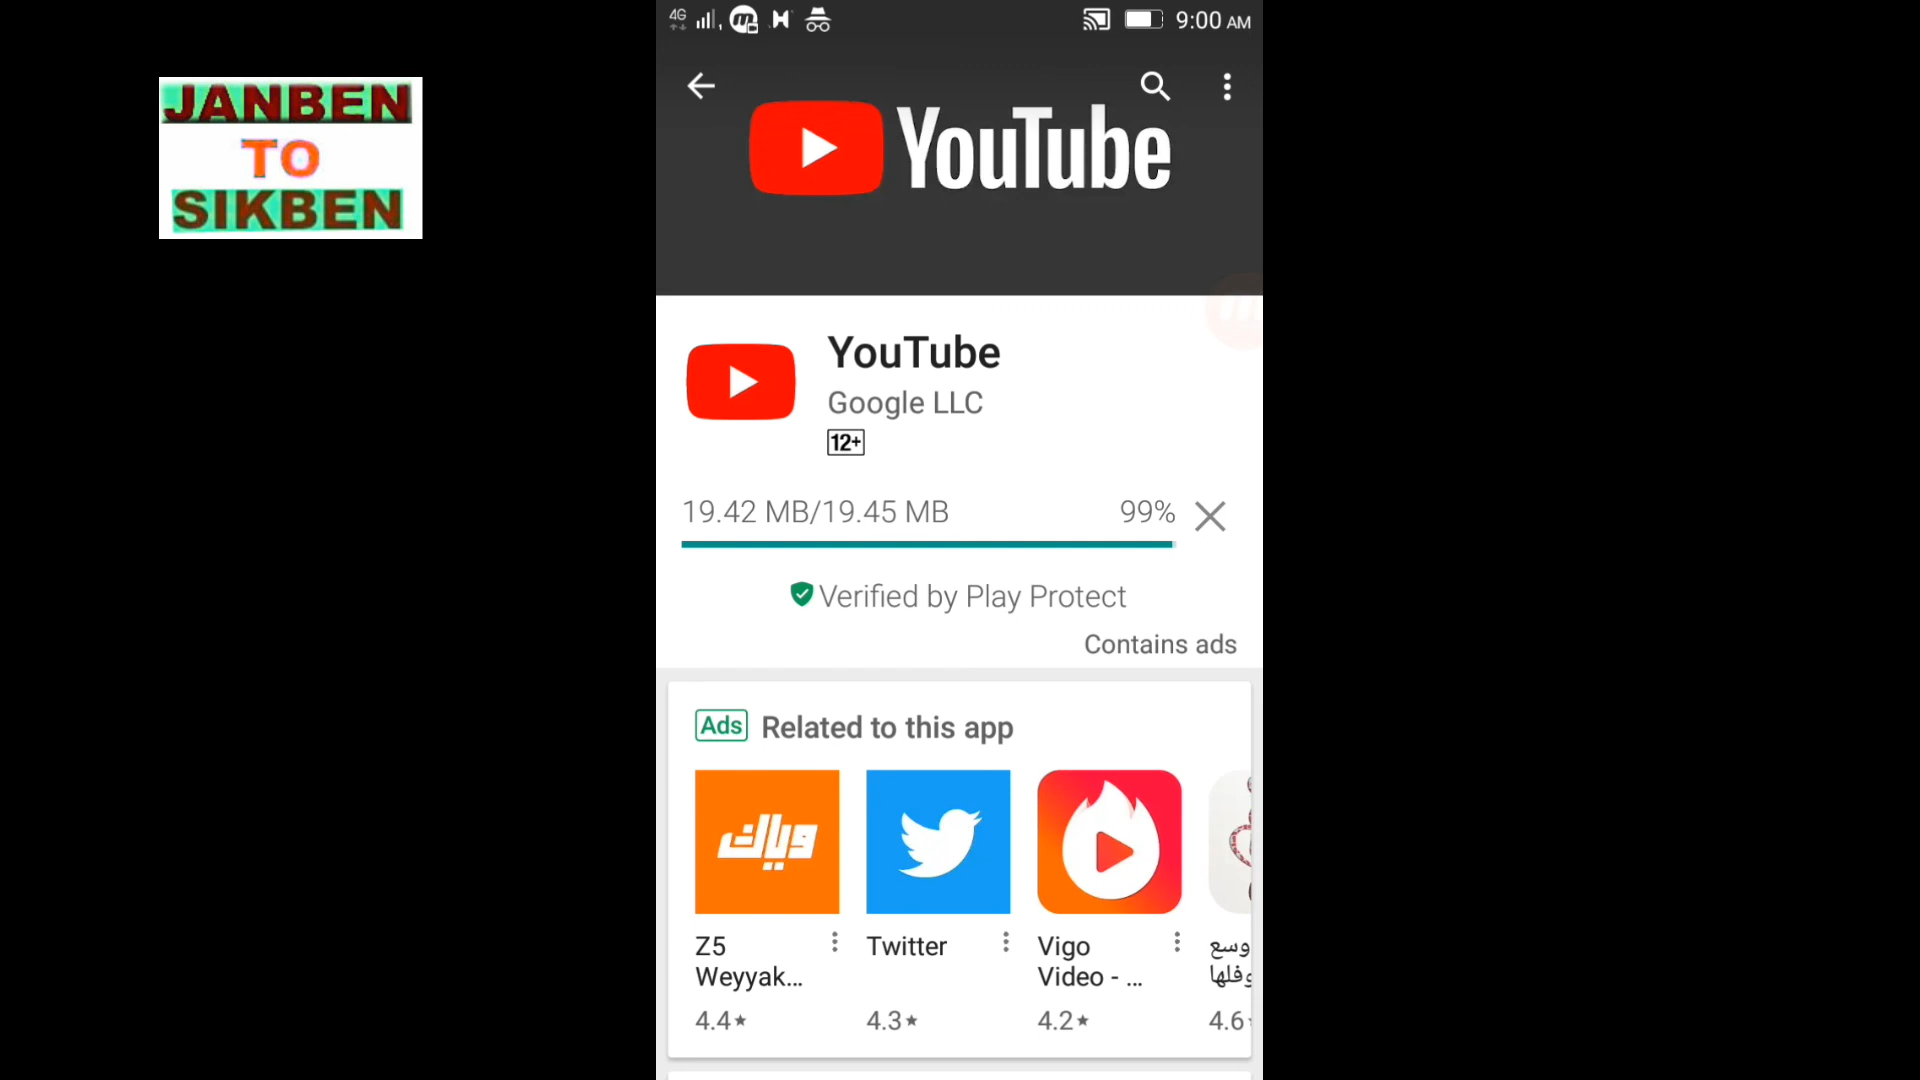 JANBEN
TO
SIKBEN
4G
9:00 AM
YouTube
YouTube
Google LLC
12+
19.42 MB/19.45 MB 99%
Verified by Play Protect
Contains ads
Ads Related to this app
وياك
Z5 Weyyak...
4.4★
Twitter
4.3★
Vigo Video - ...
4.2★
4.6